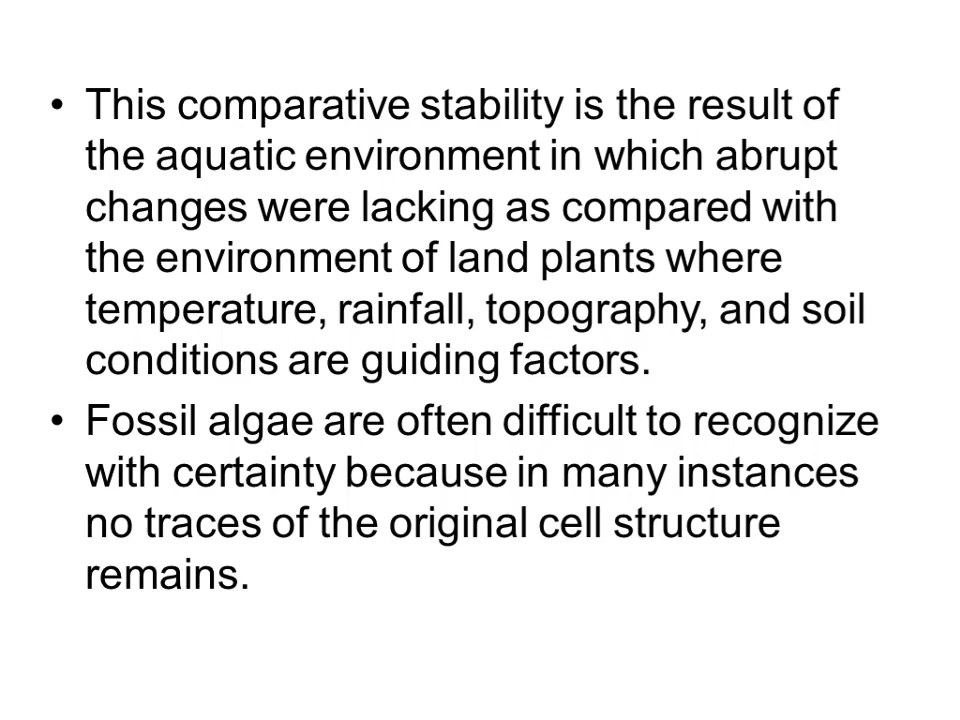 • This comparative stability is the result of
the aquatic environment in which abrupt
changes were lacking as compared with
the environment of land plants where
temperature, rainfall, topography, and soil
conditions are guiding factors.
• Fossil algae are often difficult to recognize
with certainty because in many instances
no traces of the original cell structure
remains.